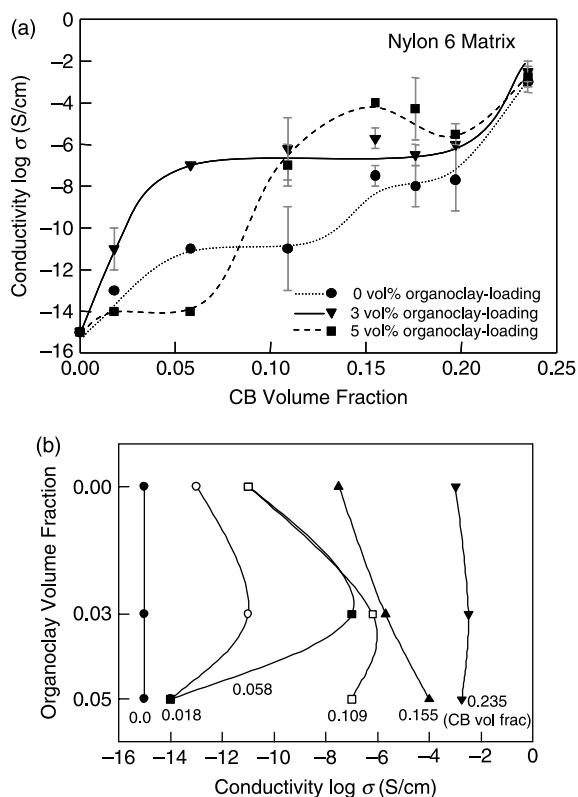 (a)
Nylon 6 Matrix
Conductivity log σ (S/cm)
0
−2
−4
−6
−8
−10
−12
−14
−16
0 vol% organoclay-loading
3 vol% organoclay-loading
5 vol% organoclay-loading
0.00 0.05 0.10 0.15 0.20 0.25
CB Volume Fraction
(b)
Organoclay Volume Fraction
0.00
0.03
0.05
0.0
0.018
0.058
0.109
0.155
0.235
(CB vol frac)
−16 −14 −12 −10 −8 −6 −4 −2 0
Conductivity log σ (S/cm)